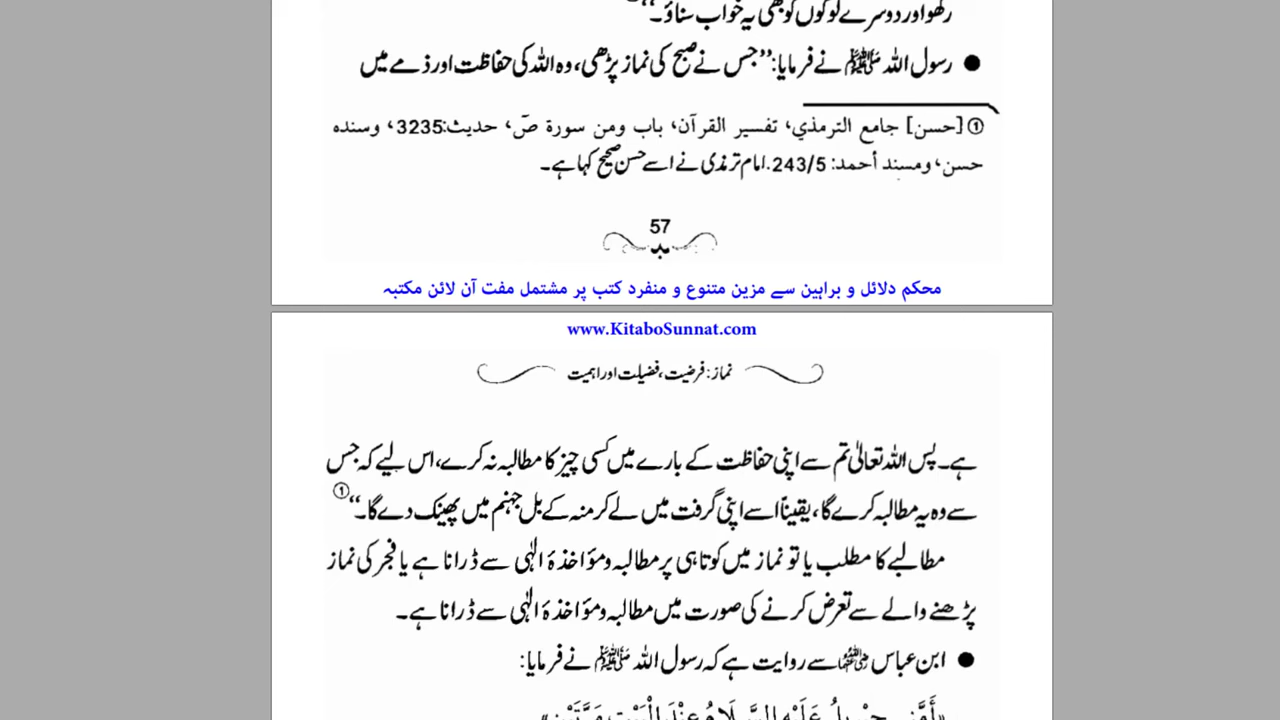 رکھو اور دوسرے لوگوں کو بھی یہ خواب سناؤ۔“
● رسول اللہ ﷺ نے فرمایا: ”جس نے صبح کی نماز پڑھی، وہ اللہ کی حفاظت اور ذمے میں
① [حسن] جامع الترمذي، تفسير القرآن، باب ومن سورة صٓ، حديث:3235، وسنده
حسن، ومسند أحمد: 243/5. امام ترمذی نے اسے حسن صحیح کہا ہے۔
57
محکم دلائل و براہین سے مزین متنوع و منفرد کتب پر مشتمل مفت آن لائن مکتبہ
www.KitaboSunnat.com
نماز: فرضیت، فضیلت اور اہمیت
ہے۔ پس اللہ تعالیٰ تم سے اپنی حفاظت کے بارے میں کسی چیز کا مطالبہ نہ کرے، اس لیے کہ جس
سے وہ یہ مطالبہ کرے گا، یقیناً اسے اپنی گرفت میں لے کر منہ کے بل جہنم میں پھینک دے گا۔“①
مطالبے کا مطلب یا تو نماز میں کوتاہی پر مطالبہ و مؤاخذۂ الٰہی سے ڈرانا ہے یا فجر کی نماز
پڑھنے والے سے تعرض کرنے کی صورت میں مطالبہ و مؤاخذۂ الٰہی سے ڈرانا ہے۔
● ابن عباس رضی اللہ عنہما سے روایت ہے کہ رسول اللہ ﷺ نے فرمایا:
«أَمَّنِي جِبْرِيلُ عَلَيْهِ السَّلَامُ عِنْدَ الْبَيْتِ مَرَّتَيْنِ»